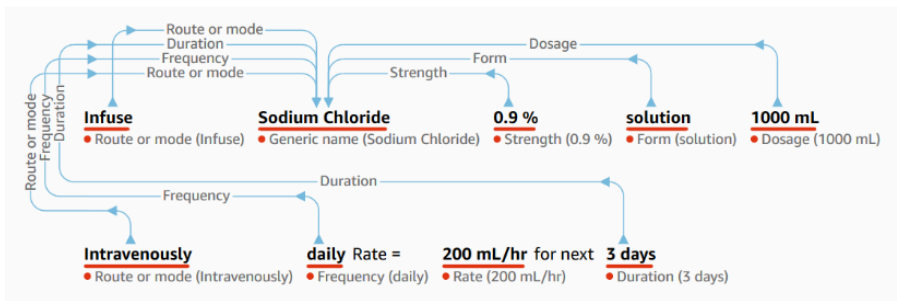 Route or mode
Duration
Frequency
Route or mode
Dosage
Form
Strength
Route or mode
Frequency
Duration
Infuse Sodium Chloride 0.9 % solution 1000 mL
Route or mode (Infuse) Generic name (Sodium Chloride) Strength (0.9 %) Form (solution) Dosage (1000 mL)
Duration
Frequency
Intravenously daily Rate = 200 mL/hr for next 3 days
Route or mode (Intravenously) Frequency (daily) Rate (200 mL/hr) Duration (3 days)